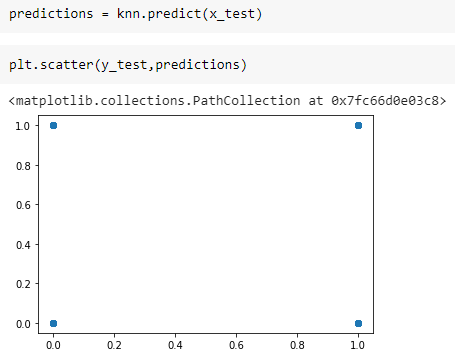 predictions = knn.predict(x_test)
plt.scatter(y_test,predictions)
<matplotlib.collections.PathCollection at 0x7fc66d0e03c8>
1.0
0.8
0.6
0.4
0.2
0.0
0.0 0.2 0.4 0.6 0.8 1.0